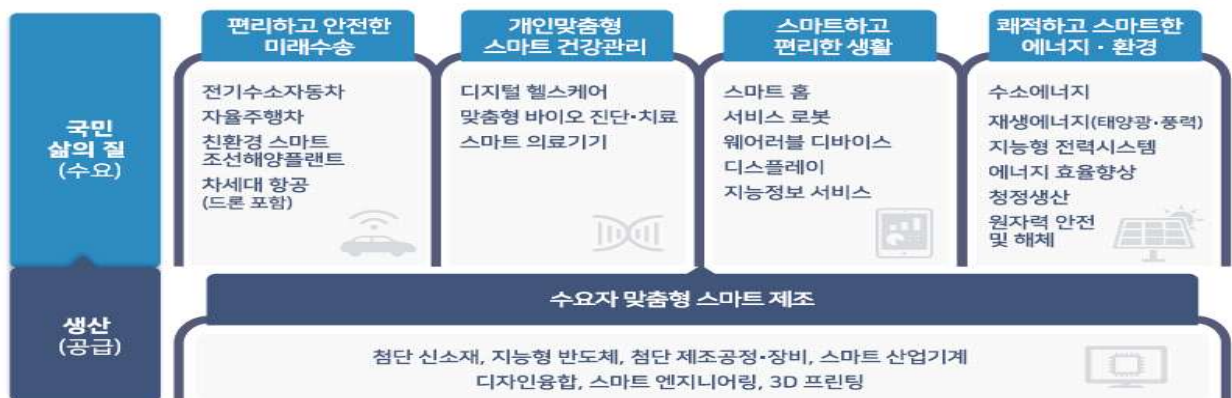 편리하고 안전한
미래수송
개인맞춤형
스마트 건강관리
스마트하고
편리한 생활
쾌적하고 스마트한
에너지 · 환경
국민
삶의 질
(수요)
전기수소자동차
자율주행차
친환경 스마트
조선해양플랜트
차세대 항공
(드론 포함)
디지털 헬스케어
맞춤형 바이오 진단·치료
스마트 의료기기
스마트 홈
서비스 로봇
웨어러블 디바이스
디스플레이
지능정보 서비스
수소에너지
재생에너지(태양광·풍력)
지능형 전력시스템
에너지 효율향상
청정생산
원자력 안전
및 해체
생산
(공급)
수요자 맞춤형 스마트 제조
첨단 신소재, 지능형 반도체, 첨단 제조공정·장비, 스마트 산업기계
디자인융합, 스마트 엔지니어링, 3D 프린팅